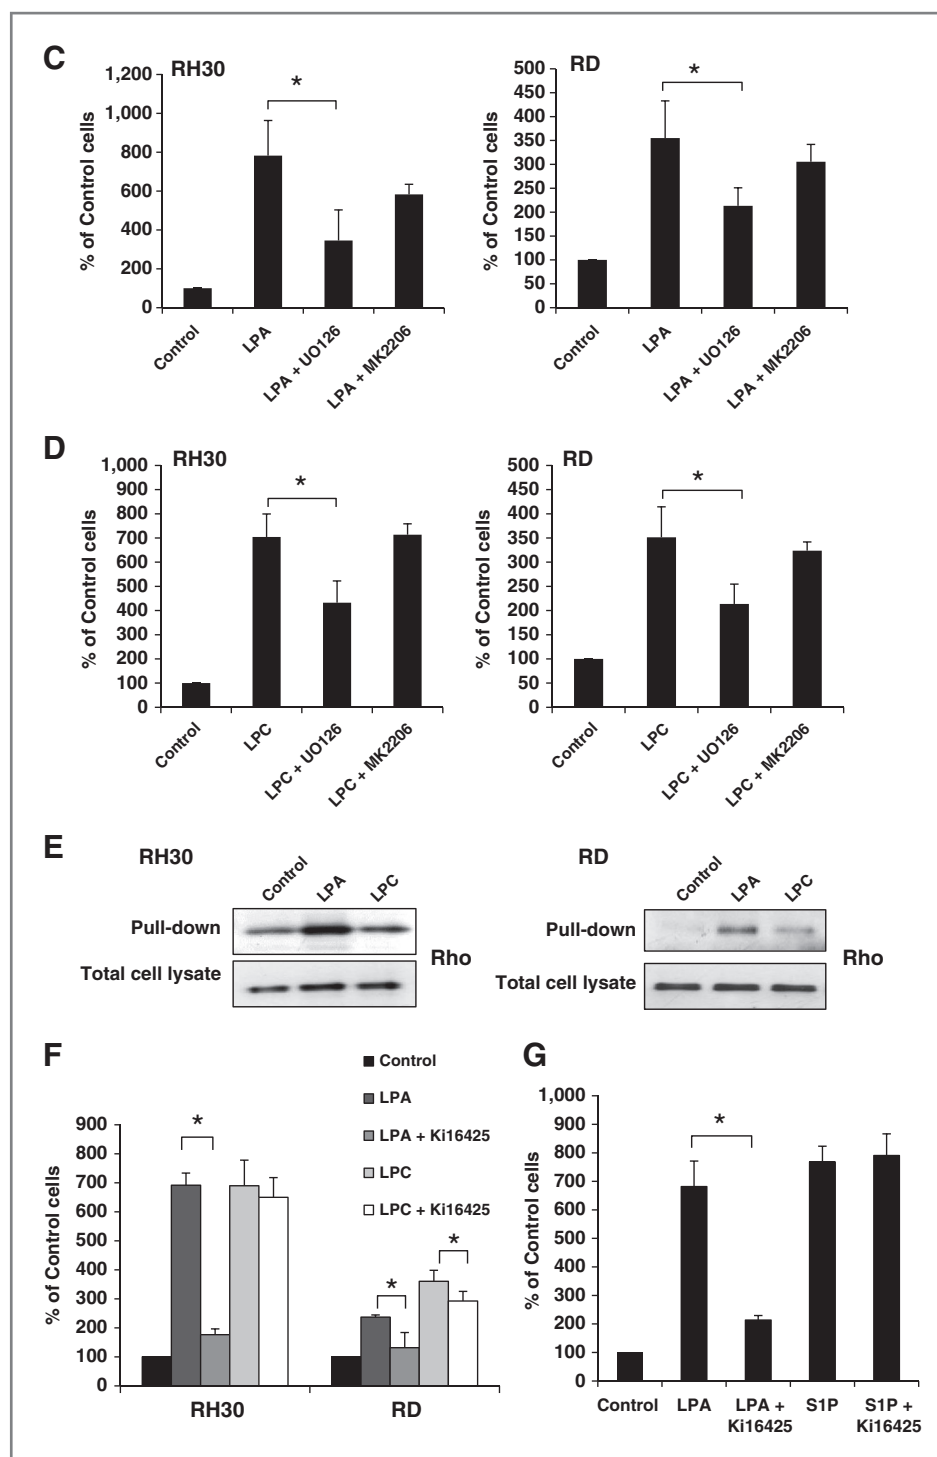 C
RH30
% of Control cells
1,200
1,000
800
600
400
200
0
*
Control
LPA
LPA + UO126
LPA + MK2206
RD
% of Control cells
500
450
400
350
300
250
200
150
100
50
0
*
Control
LPA
LPA + UO126
LPA + MK2206
D
RH30
% of Control cells
1,000
900
800
700
600
500
400
300
200
100
0
*
Control
LPC
LPC + UO126
LPC + MK2206
RD
% of Control cells
500
450
400
350
300
250
200
150
100
50
0
*
Control
LPC
LPC + UO126
LPC + MK2206
E
RH30
Control
LPA
LPC
Pull-down
Total cell lysate
Rho
RD
Control
LPA
LPC
Pull-down
Total cell lysate
Rho
F
Control
LPA
LPA + Ki16425
LPC
LPC + Ki16425
% of Control cells
900
800
700
600
500
400
300
200
100
0
*
*
*
RH30
RD
G
% of Control cells
1,000
900
800
700
600
500
400
300
200
100
0
*
Control
LPA
LPA +
Ki16425
S1P
S1P +
Ki16425